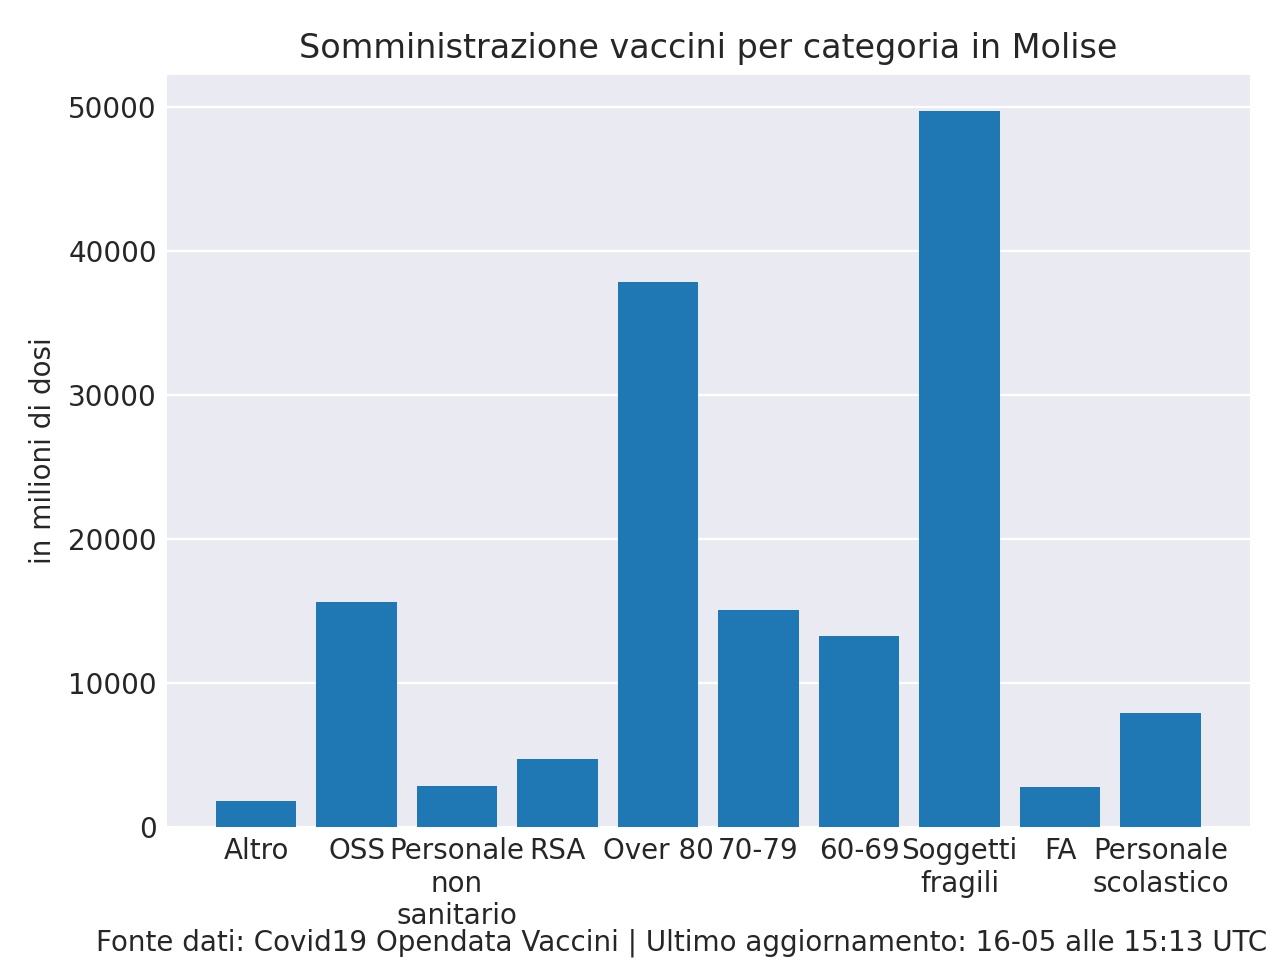 Somministrazione vaccini per categoria in Molise
in milioni di dosi
50000
40000
30000
20000
10000
0
Altro
OSS
Personale
non
sanitario
RSA
Over 80
70-79
60-69
Soggetti
fragili
FA
Personale
scolastico
Fonte dati: Covid19 Opendata Vaccini | Ultimo aggiornamento: 16-05 alle 15:13 UTC